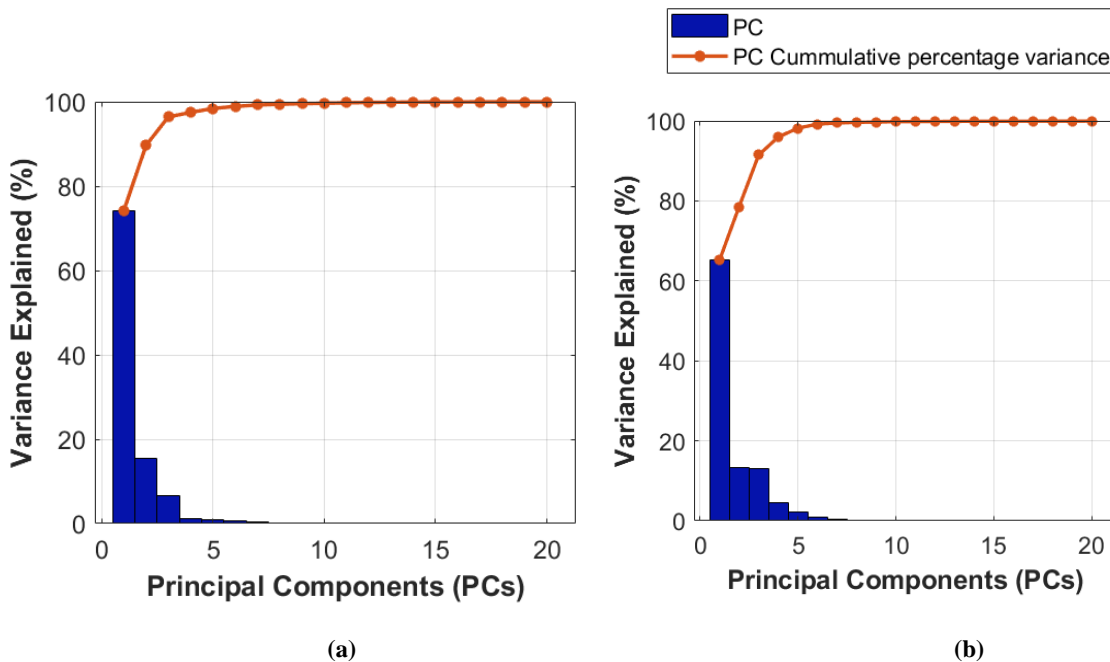 PC
PC Cummulative percentage variance
100
80
60
40
20
0
Variance Explained (%)
0 5 10 15 20
Principal Components (PCs)
(a)
100
80
60
40
20
0
Variance Explained (%)
0 5 10 15 20
Principal Components (PCs)
(b)